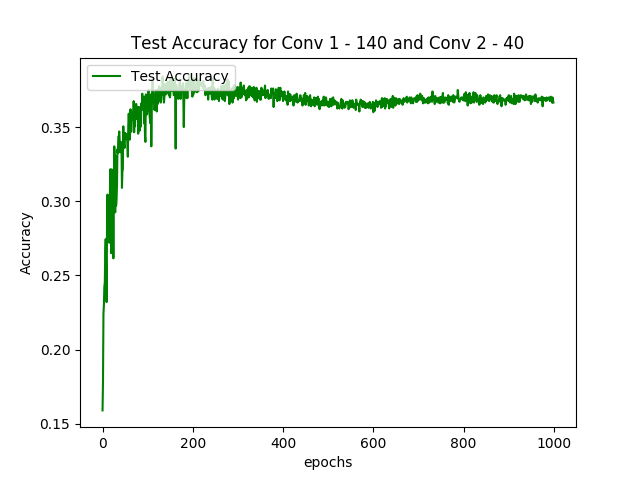 Test Accuracy for Conv 1 - 140 and Conv 2 - 40
Test Accuracy
0.35
0.30
0.25
0.20
0.15
Accuracy
0 200 400 600 800 1000
epochs